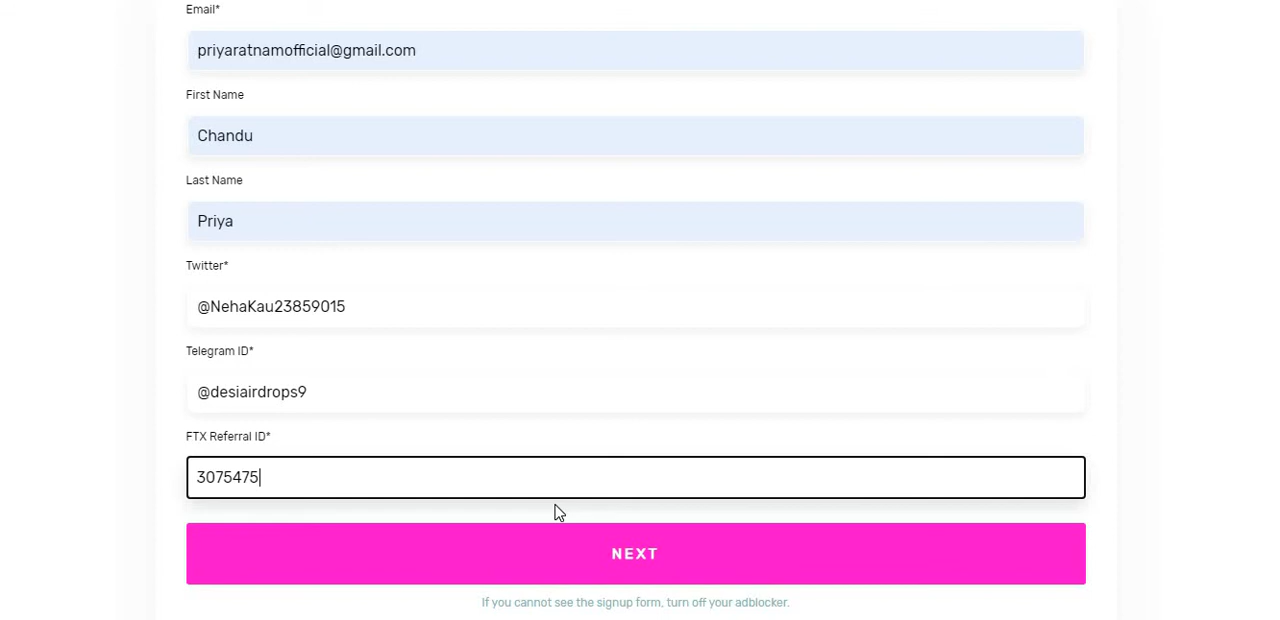 Email*
priyaratnamofficial@gmail.com
First Name
Chandu
Last Name
Priya
Twitter*
@NehaKau23859015
Telegram ID*
@desiairdrops9
FTX Referral ID*
3075475
NEXT
If you cannot see the signup form, turn off your adblocker.